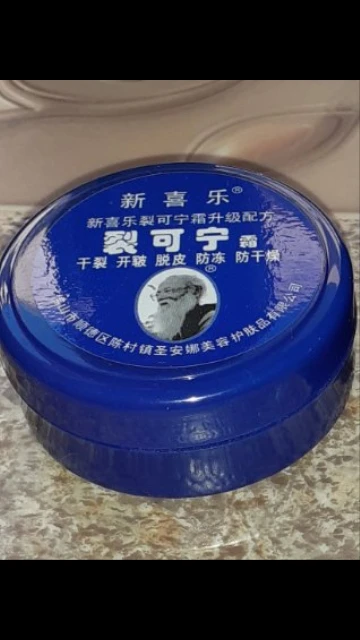 新喜乐®
新喜乐裂可宁霜升级配方
裂可宁霜
干裂 开皲 脱皮 防冻 防干燥
®
山市顺德区陈村镇圣安娜美容护肤品有限公司